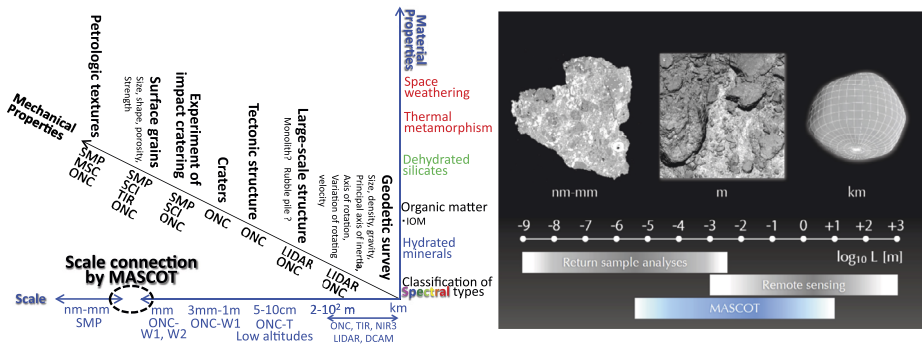 Mechanical
Properties
Petrologic textures
SMP
MSC
ONC
Size, shape, porosity,
Strength
Surface grains
SMP
SCI
TIR
ONC
Experiment of
impact cratering
SMP
SCI
ONC
Craters
ONC
Tectonic structure
ONC
Large-scale structure
Monolith? Rubble pile ?
LIDAR
ONC
Geodetic survey
Size, density, gravity,
Principal axis of inertia,
Axis of rotation,
Variation of rotating
velocity
LIDAR
ONC
Material
Properties
Space
weathering
Thermal
metamorphism
Dehydrated
silicates
Organic matter
・IOM
Hydrated
minerals
Classification of
Spectral types
Scale connection
by MASCOT
Scale
nm-mm
SMP
mm
ONC-
W1, W2
3mm-1m
ONC-W1
5-10cm
ONC-T
Low altitudes
2-10² m
km
ONC, TIR, NIR3
LIDAR, DCAM
nm-mm
m
km
-9 -8 -7 -6 -5 -4 -3 -2 -1 0 +1 +2 +3
log₁₀ L [m]
Return sample analyses
Remote sensing
MASCOT